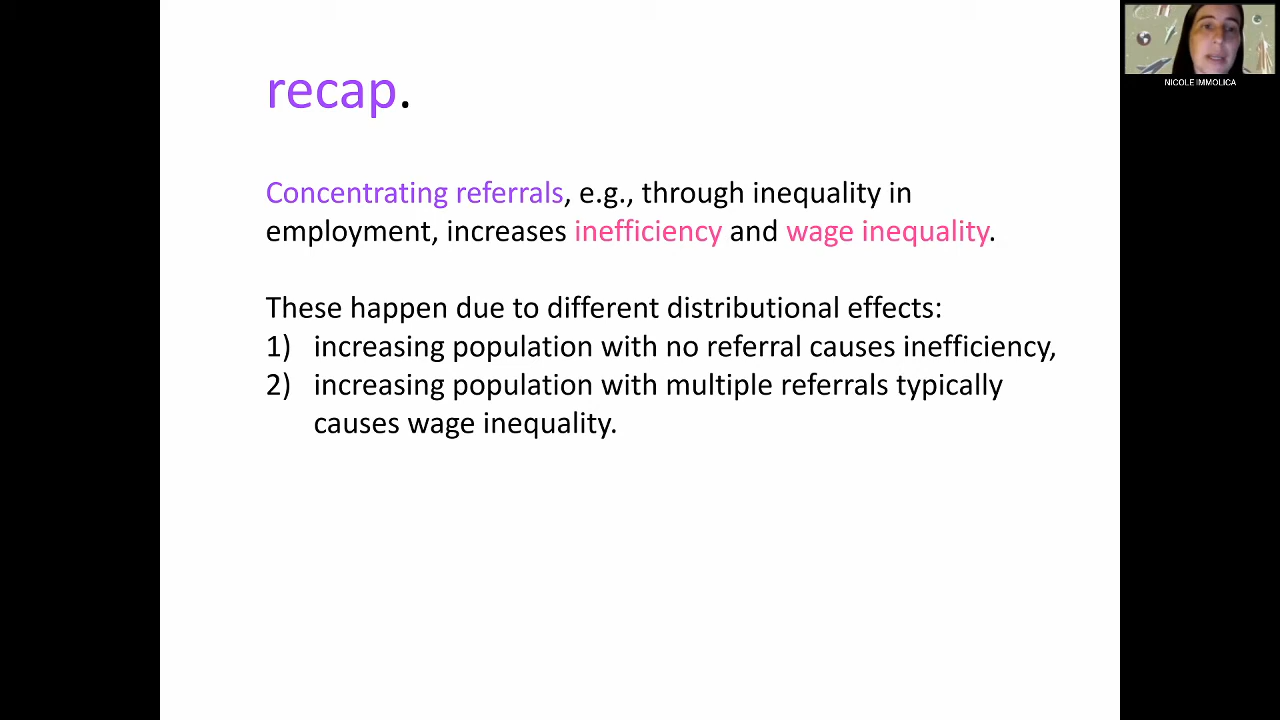 recap.
Concentrating referrals, e.g., through inequality in
employment, increases inefficiency and wage inequality.
These happen due to different distributional effects:
1) increasing population with no referral causes inefficiency,
2) increasing population with multiple referrals typically
causes wage inequality.
NICOLE IMMOLICA